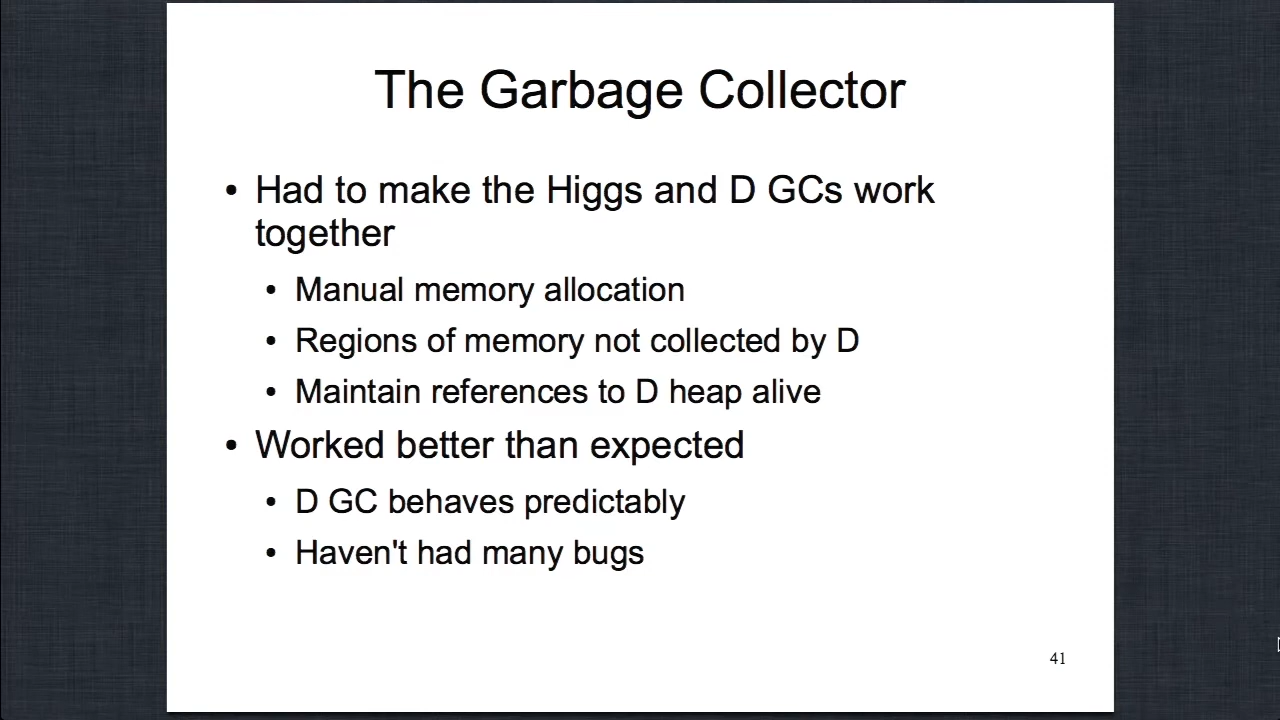 The Garbage Collector
• Had to make the Higgs and D GCs work
together
• Manual memory allocation
• Regions of memory not collected by D
• Maintain references to D heap alive
• Worked better than expected
• D GC behaves predictably
• Haven't had many bugs
41